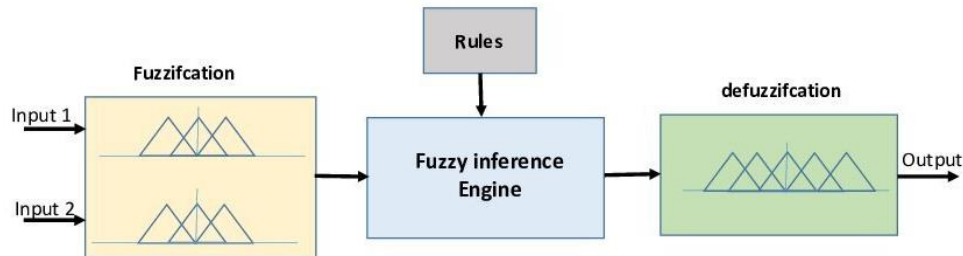 Rules
Fuzzifcation
defuzzifcation
Input 1
Fuzzy inference
Engine
Output
Input 2